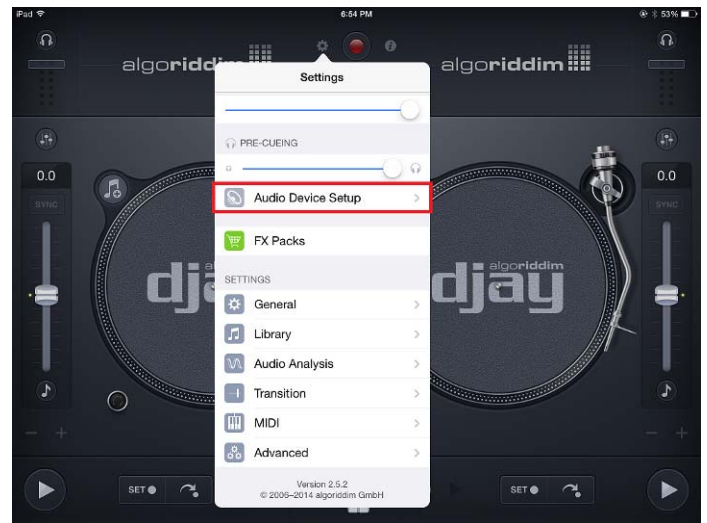 iPad 6:54 PM 53%
algoriddim algoriddim
Settings
PRE-CUEING
0.0 0.0
Audio Device Setup
SYNC SYNC
FX Packs
algoriddim
djay djay
SETTINGS
General
Library
Audio Analysis
Transition
MIDI
Advanced
Version 2.5.2
SET SET
© 2006–2014 algoriddim GmbH